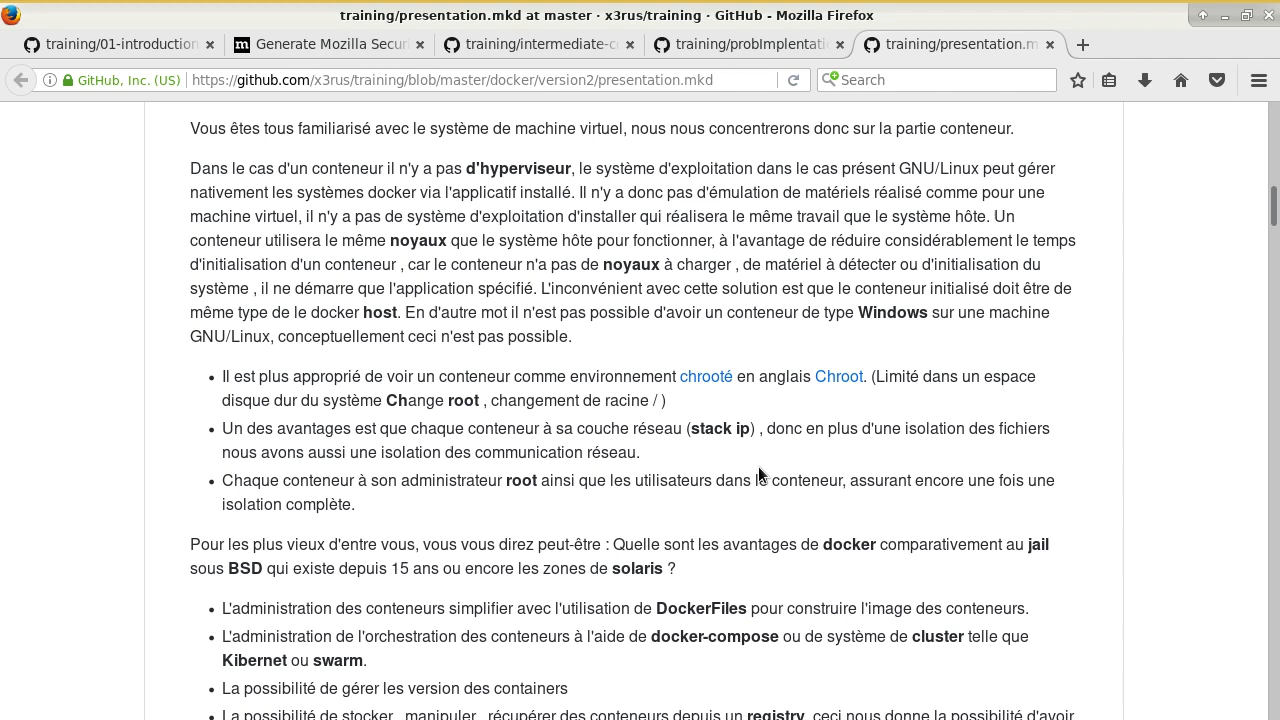 training/presentation.mkd at master · x3rus/training · GitHub - Mozilla Firefox
training/01-introduction
Generate Mozilla Secur
training/intermediate-c
training/probImplentati
training/presentation.m
GitHub, Inc. (US)
https://github.com/x3rus/training/blob/master/docker/version2/presentation.mkd
Search
Vous êtes tous familiarisé avec le système de machine virtuel, nous nous concentrerons donc sur la partie conteneur.
Dans le cas d'un conteneur il n'y a pas d'hyperviseur, le système d'exploitation dans le cas présent GNU/Linux peut gérer
nativement les systèmes docker via l'applicatif installé. Il n'y a donc pas d'émulation de matériels réalisé comme pour une
machine virtuel, il n'y a pas de système d'exploitation d'installer qui réalisera le même travail que le système hôte. Un
conteneur utilisera le même noyaux que le système hôte pour fonctionner, à l'avantage de réduire considérablement le temps
d'initialisation d'un conteneur , car le conteneur n'a pas de noyaux à charger , de matériel à détecter ou d'initialisation du
système , il ne démarre que l'application spécifié. L'inconvénient avec cette solution est que le conteneur initialisé doit être de
même type de le docker host. En d'autre mot il n'est pas possible d'avoir un conteneur de type Windows sur une machine
GNU/Linux, conceptuellement ceci n'est pas possible.
• Il est plus approprié de voir un conteneur comme environnement chrooté en anglais Chroot. (Limité dans un espace
disque dur du système Change root , changement de racine / )
• Un des avantages est que chaque conteneur à sa couche réseau (stack ip) , donc en plus d'une isolation des fichiers
nous avons aussi une isolation des communication réseau.
• Chaque conteneur à son administrateur root ainsi que les utilisateurs dans le conteneur, assurant encore une fois une
isolation complète.
Pour les plus vieux d'entre vous, vous vous direz peut-être : Quelle sont les avantages de docker comparativement au jail
sous BSD qui existe depuis 15 ans ou encore les zones de solaris ?
• L'administration des conteneurs simplifier avec l'utilisation de DockerFiles pour construire l'image des conteneurs.
• L'administration de l'orchestration des conteneurs à l'aide de docker-compose ou de système de cluster telle que
Kibernet ou swarm.
• La possibilité de gérer les version des containers
• La possibilité de stocker , manipuler , récupérer des conteneurs depuis un registry, ceci nous donne la possibilité d'avoir